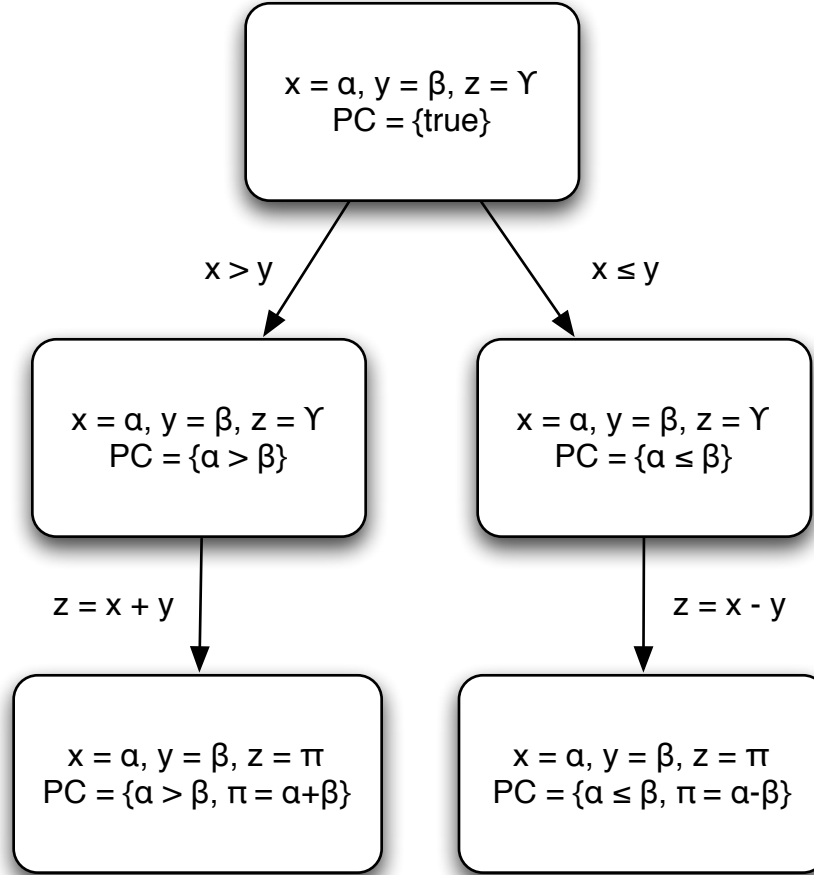 x = α, y = β, z = ϒ
PC = {true}
x > y
x ≤ y
x = α, y = β, z = ϒ
PC = {α > β}
x = α, y = β, z = ϒ
PC = {α ≤ β}
z = x + y
z = x - y
x = α, y = β, z = π
PC = {α > β, π = α+β}
x = α, y = β, z = π
PC = {α ≤ β, π = α-β}